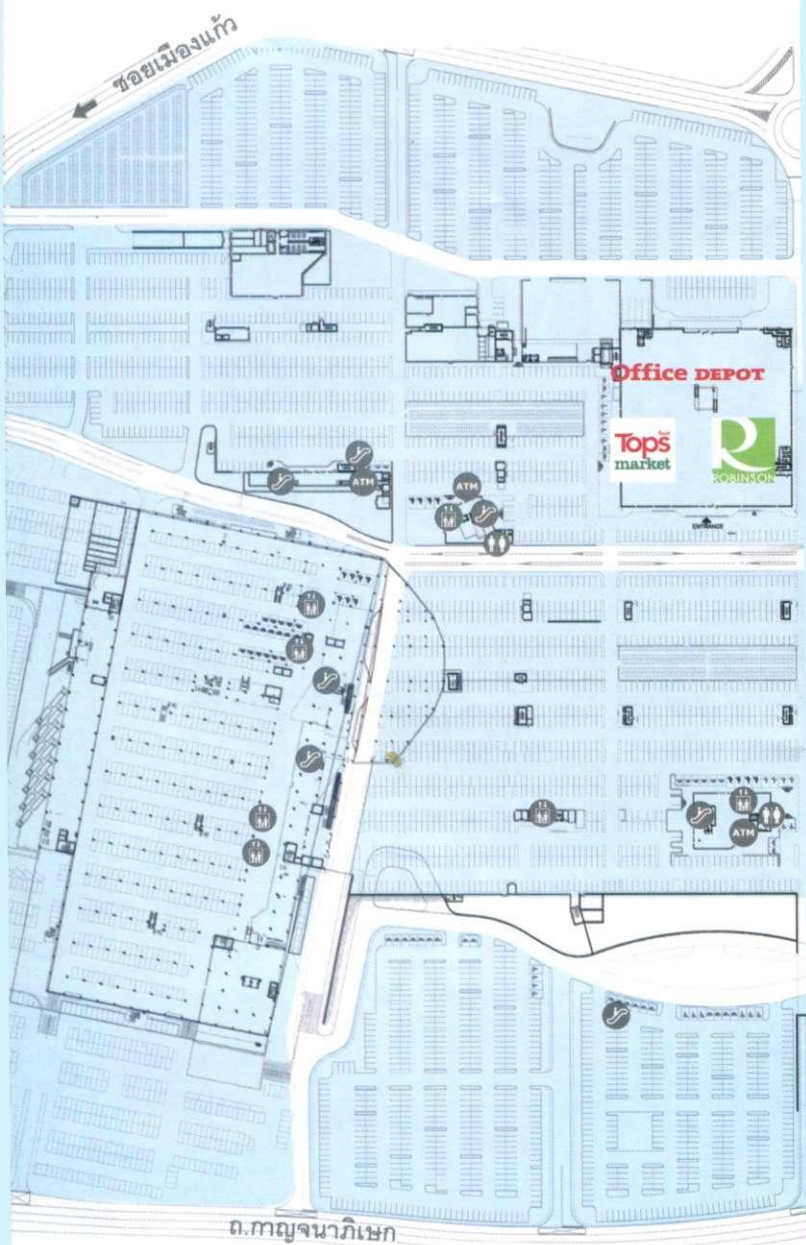 ซอยเมืองแก้ว
Office DEPOT
Tops
market
ROBINSON
ATM
ATM
ENTRANCE
ATM
ถ.กาญจนาภิเษก